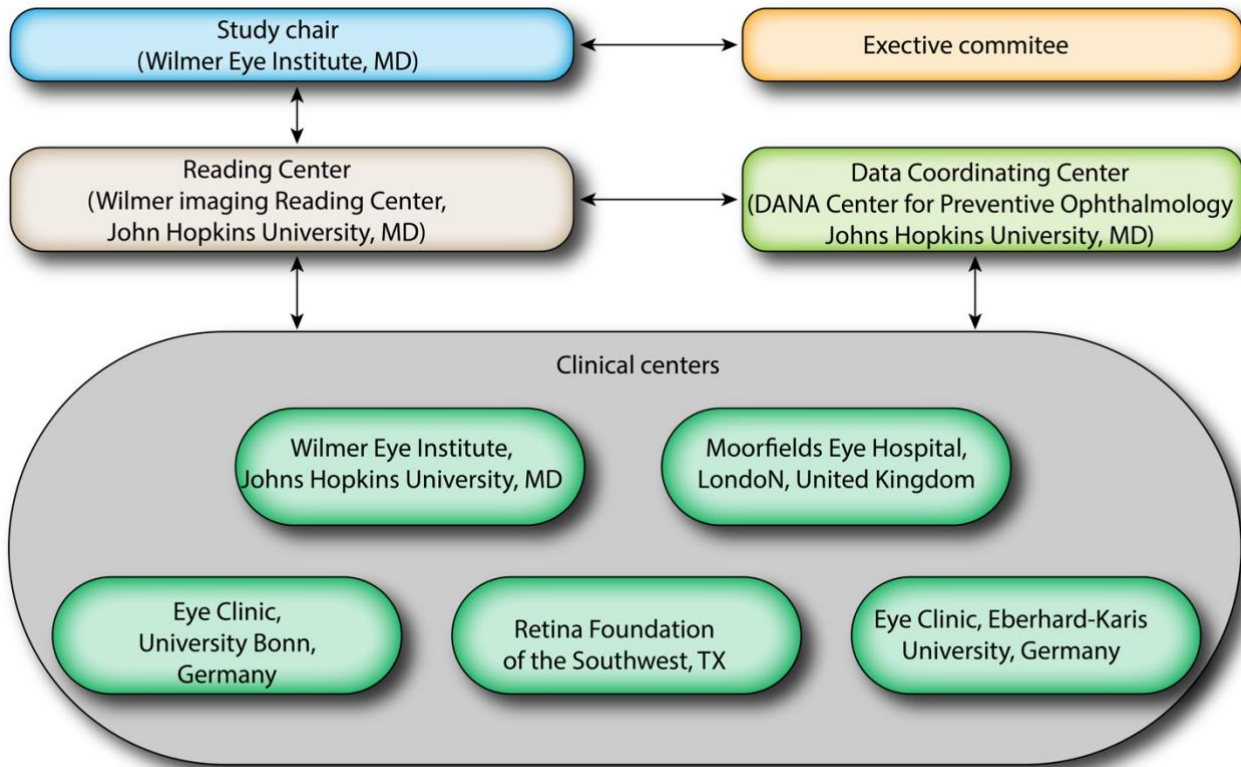 Study chair
(Wilmer Eye Institute, MD)
Exective commitee
Reading Center
(Wilmer imaging Reading Center,
John Hopkins University, MD)
Data Coordinating Center
(DANA Center for Preventive Ophthalmology
Johns Hopkins University, MD)
Clinical centers
Wilmer Eye Institute,
Johns Hopkins University, MD
Moorfields Eye Hospital,
LondoN, United Kingdom
Eye Clinic,
University Bonn,
Germany
Retina Foundation
of the Southwest, TX
Eye Clinic, Eberhard-Karis
University, Germany